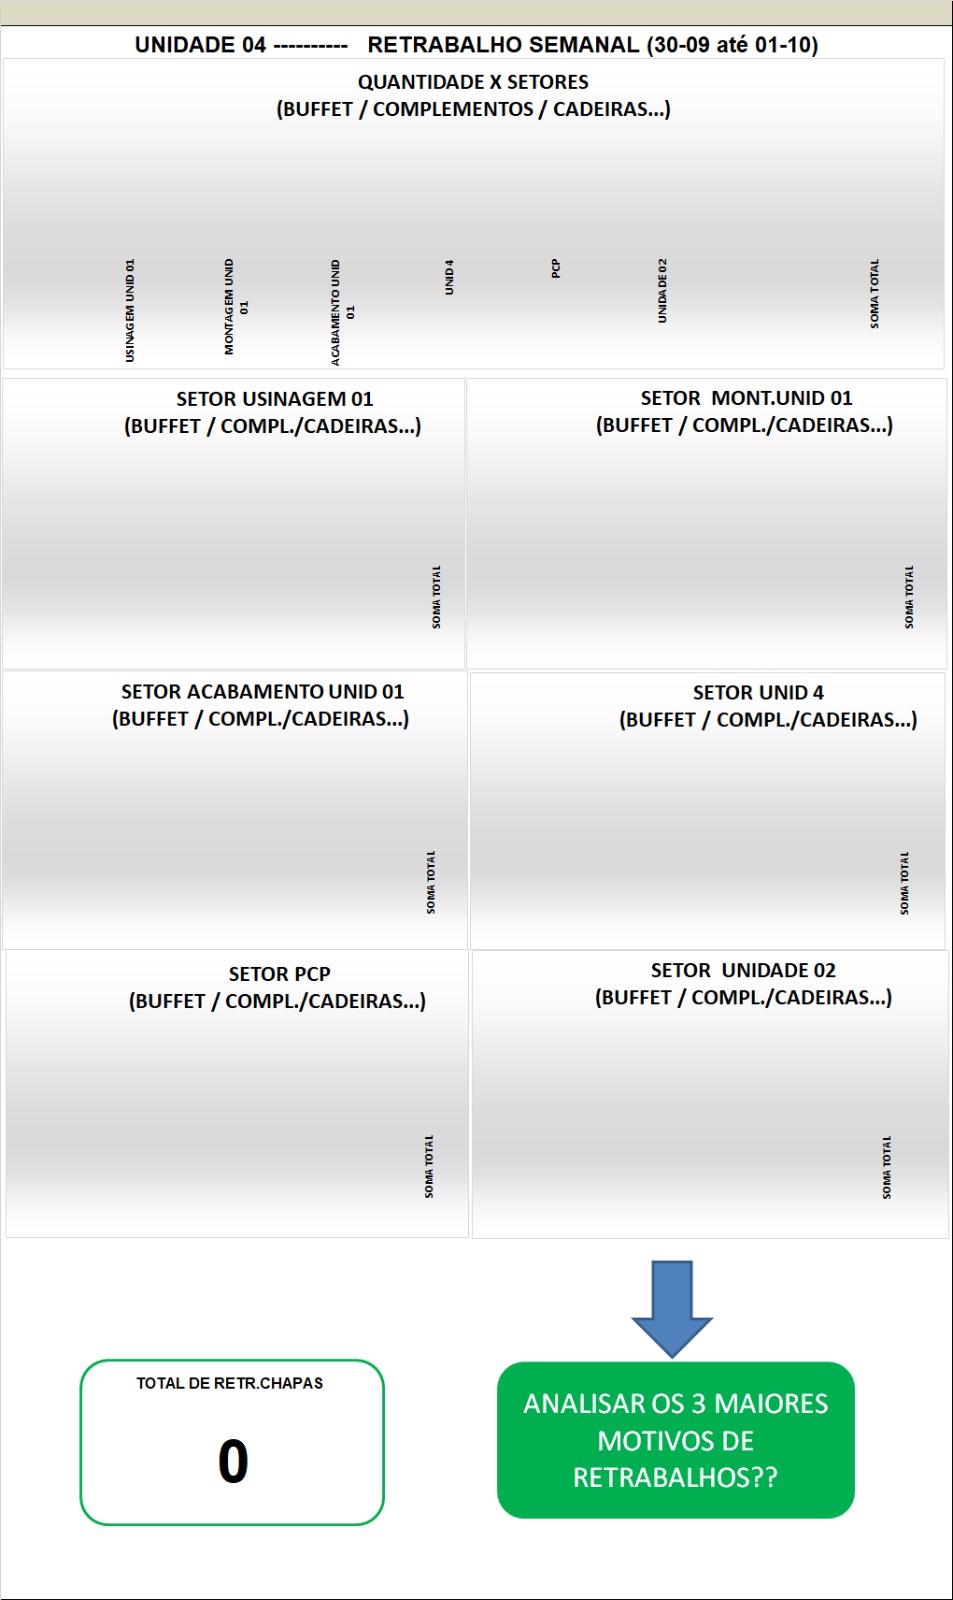 UNIDADE 04 ---------- RETRABALHO SEMANAL (30-09 até 01-10)
QUANTIDADE X SETORES
(BUFFET / COMPLEMENTOS / CADEIRAS...)
USINAGEM UNID 01
MONTAGEM UNID
01
ACABAMENTO UNID
01
UNID 4
PCP
UNIDADE 02
SOMA TOTAL
SETOR USINAGEM 01
(BUFFET / COMPL./CADEIRAS...)
SOMA TOTAL
SETOR MONT.UNID 01
(BUFFET / COMPL./CADEIRAS...)
SOMA TOTAL
SETOR ACABAMENTO UNID 01
(BUFFET / COMPL./CADEIRAS...)
SOMA TOTAL
SETOR UNID 4
(BUFFET / COMPL./CADEIRAS...)
SOMA TOTAL
SETOR PCP
(BUFFET / COMPL./CADEIRAS...)
SOMA TOTAL
SETOR UNIDADE 02
(BUFFET / COMPL./CADEIRAS...)
SOMA TOTAL
TOTAL DE RETR.CHAPAS
0
ANALISAR OS 3 MAIORES
MOTIVOS DE
RETRABALHOS??